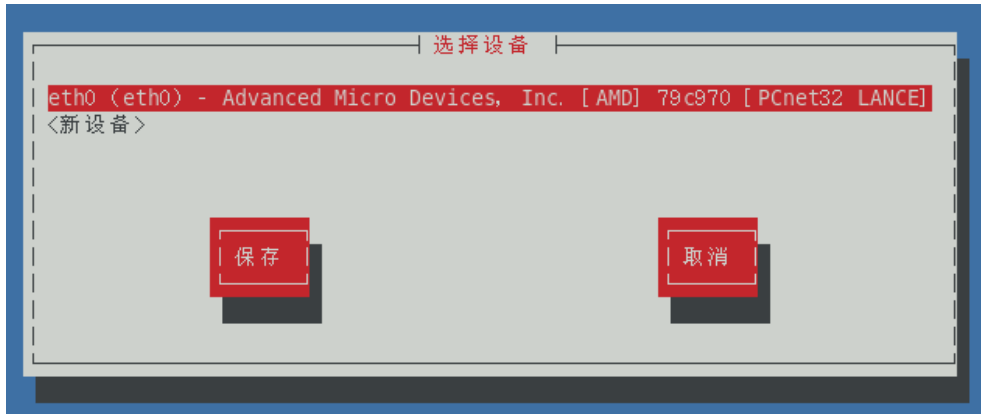 选择设备
eth0 (eth0) - Advanced Micro Devices, Inc. [AMD] 79c970 [PCnet32 LANCE]
<新设备>
保存
取消